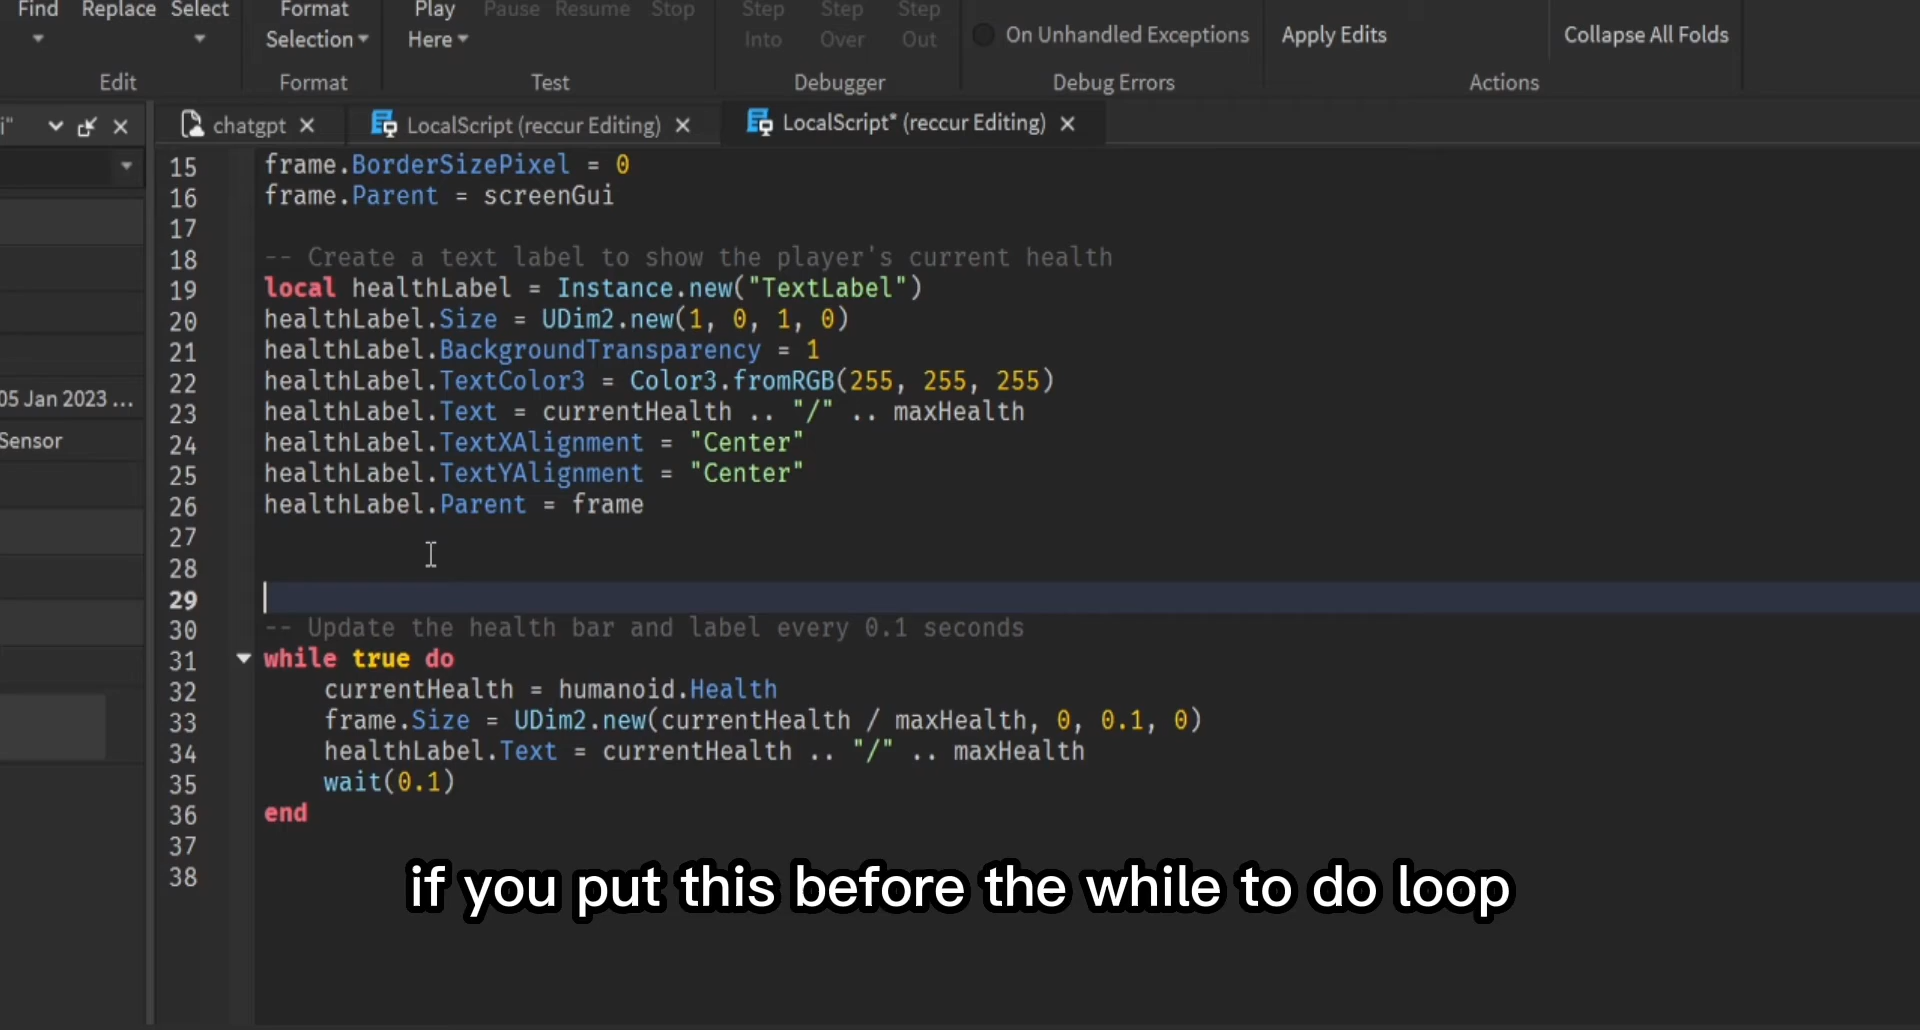 Find Replace Select Format Play Pause Resume Stop Step Step Step
Selection Here Into Over Out On Unhandled Exceptions Apply Edits Collapse All Folds
Edit Format Test Debugger Debug Errors Actions
i" chatgpt LocalScript (reccur Editing) LocalScript* (reccur Editing)
15 frame.BorderSizePixel = 0
16 frame.Parent = screenGui
17
18 -- Create a text label to show the player's current health
19 local healthLabel = Instance.new("TextLabel")
20 healthLabel.Size = UDim2.new(1, 0, 1, 0)
21 healthLabel.BackgroundTransparency = 1
22 healthLabel.TextColor3 = Color3.fromRGB(255, 255, 255)
05 Jan 2023 ...
23 healthLabel.Text = currentHealth .. "/" .. maxHealth
Sensor
24 healthLabel.TextXAlignment = "Center"
25 healthLabel.TextYAlignment = "Center"
26 healthLabel.Parent = frame
27
28
29
30 -- Update the health bar and label every 0.1 seconds
31 while true do
32 currentHealth = humanoid.Health
33 frame.Size = UDim2.new(currentHealth / maxHealth, 0, 0.1, 0)
34 healthLabel.Text = currentHealth .. "/" .. maxHealth
35 wait(0.1)
36 end
37
38
if you put this before the while to do loop